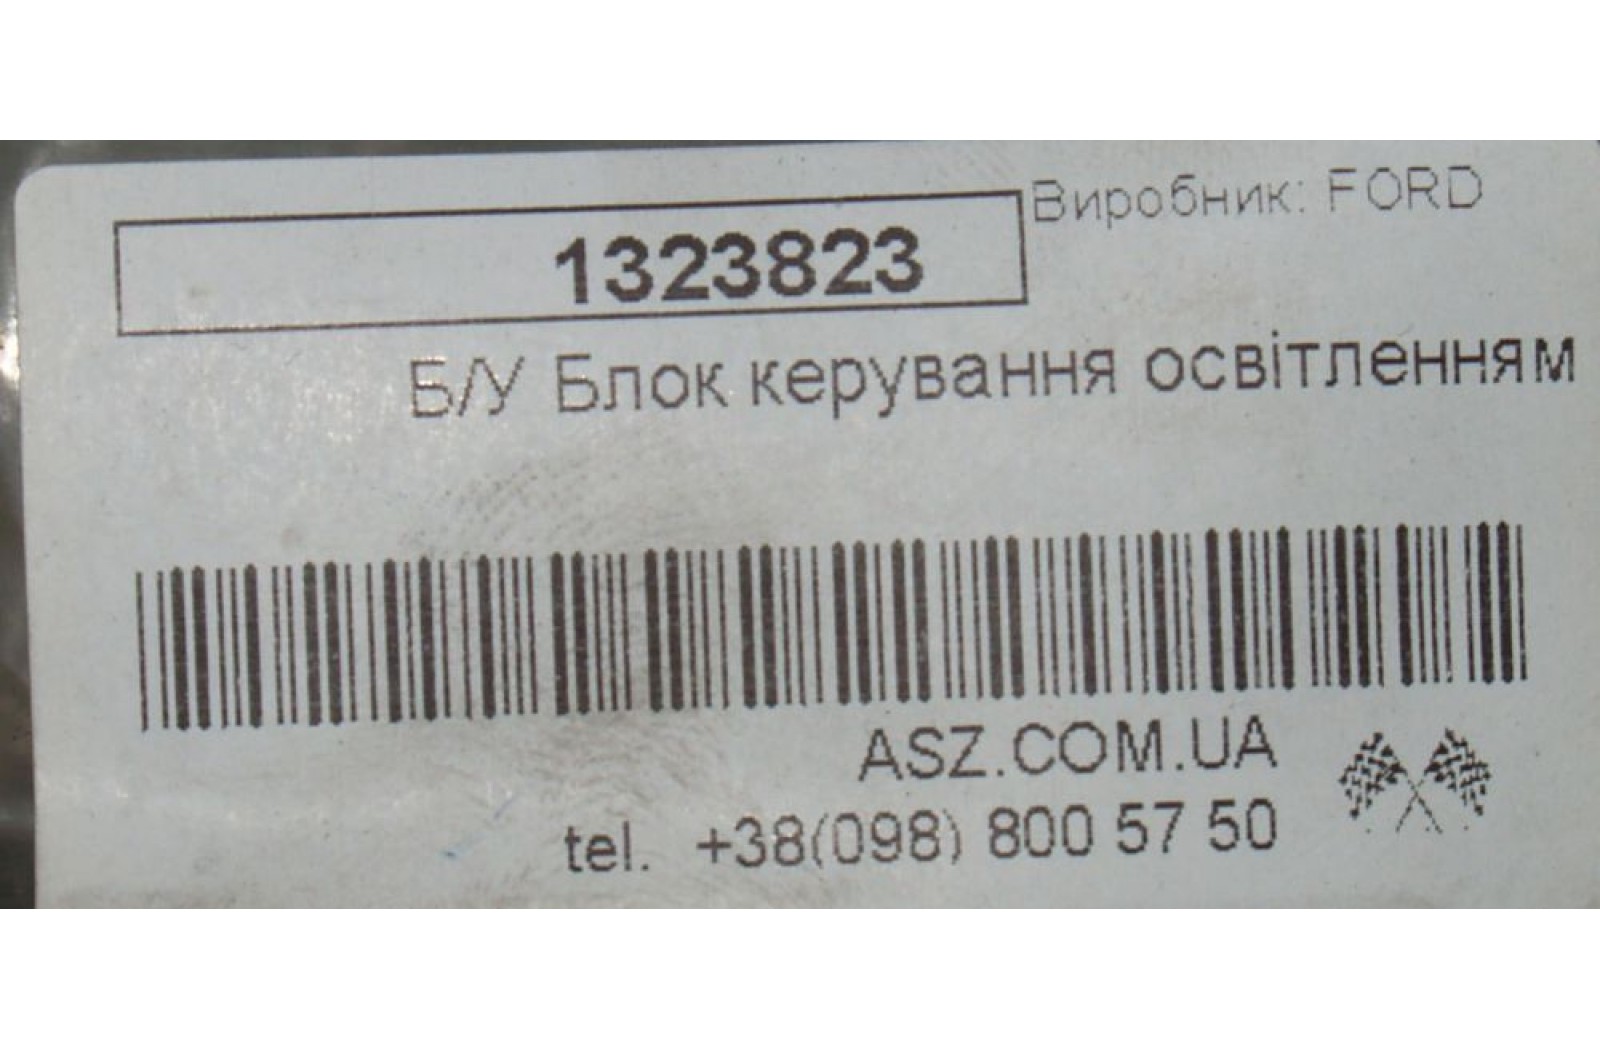 Виробник: FORD
1323823
Б/У Блок керування освітленням
ASZ.COM.UA
tel. +38(098) 800 57 50